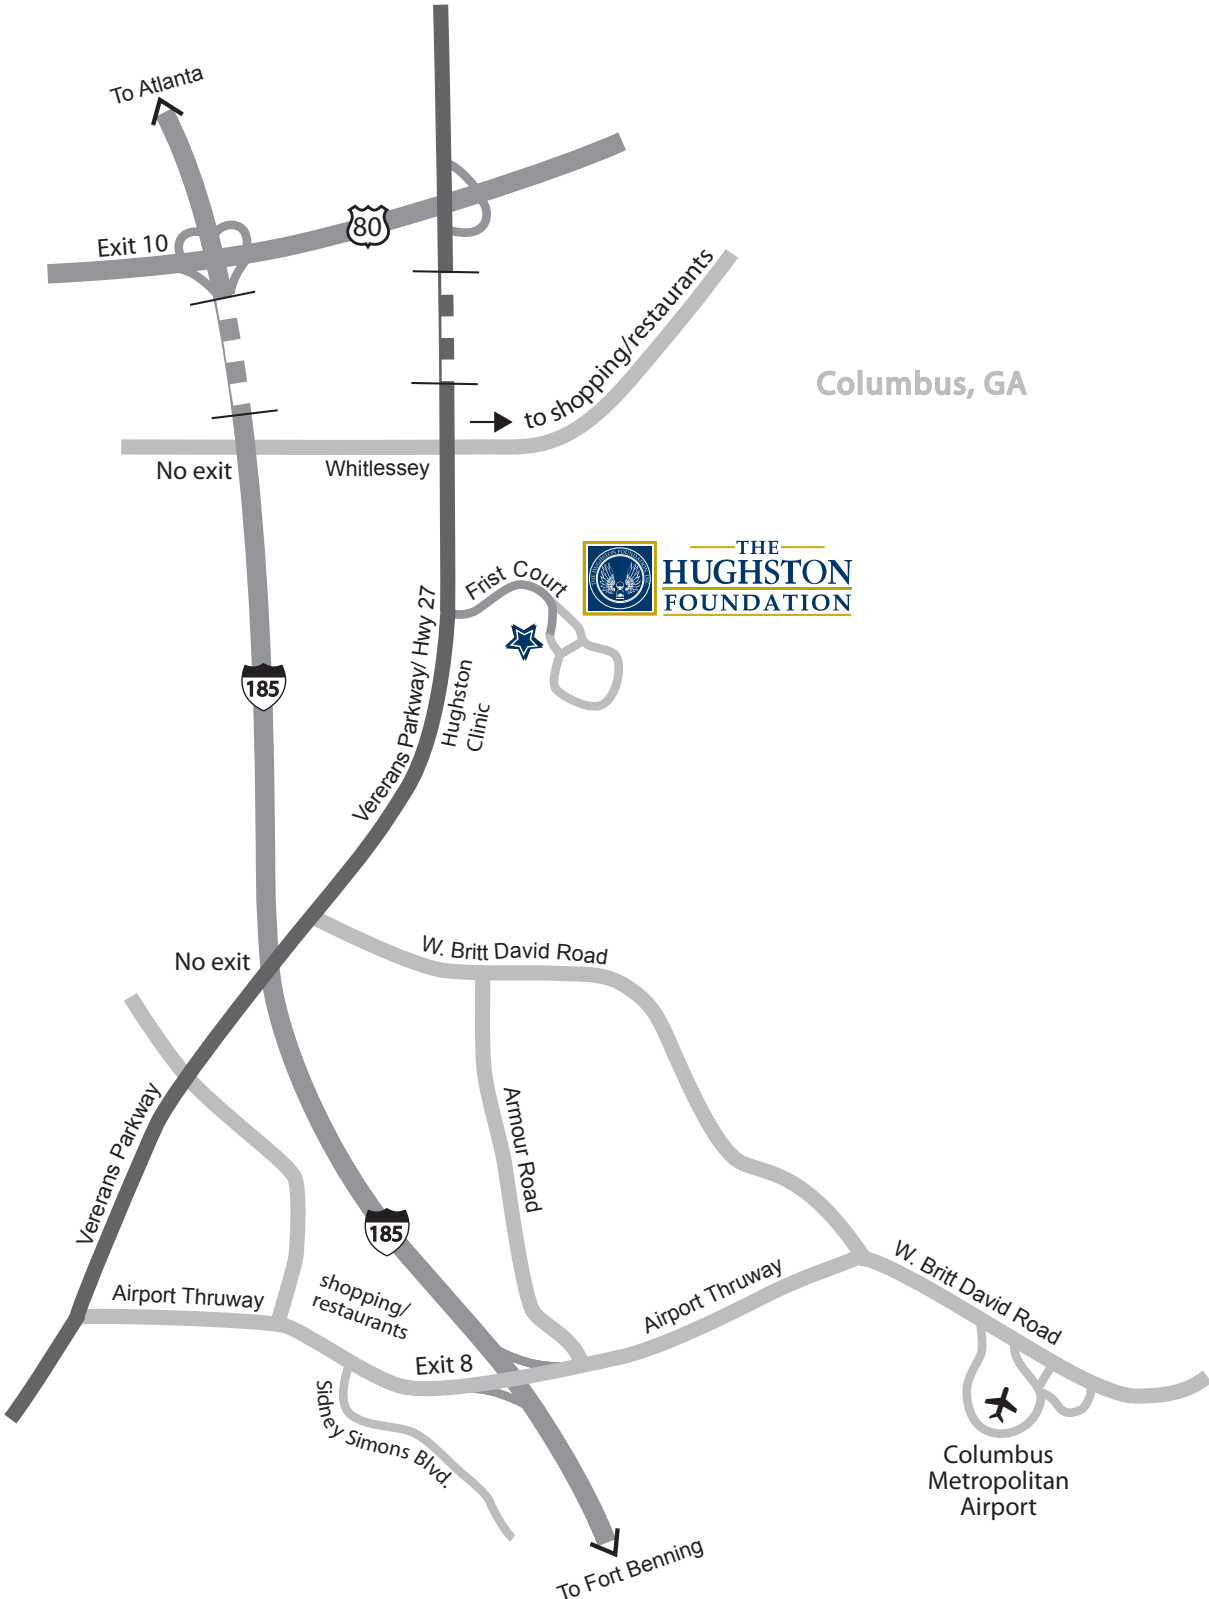 To Atlanta
80
Exit 10
to shopping/restaurants
Columbus, GA
No exit
Whitlessey
THE
HUGHSTON
FOUNDATION
Frist Court
Vererans Parkway/ Hwy 27
Hughston
Clinic
185
W. Britt David Road
No exit
Armour Road
Vererans Parkway
185
W. Britt David Road
Airport Thruway
shopping/
restaurants
Airport Thruway
Exit 8
Sidney Simons Blvd.
Columbus
Metropolitan
Airport
To Fort Benning